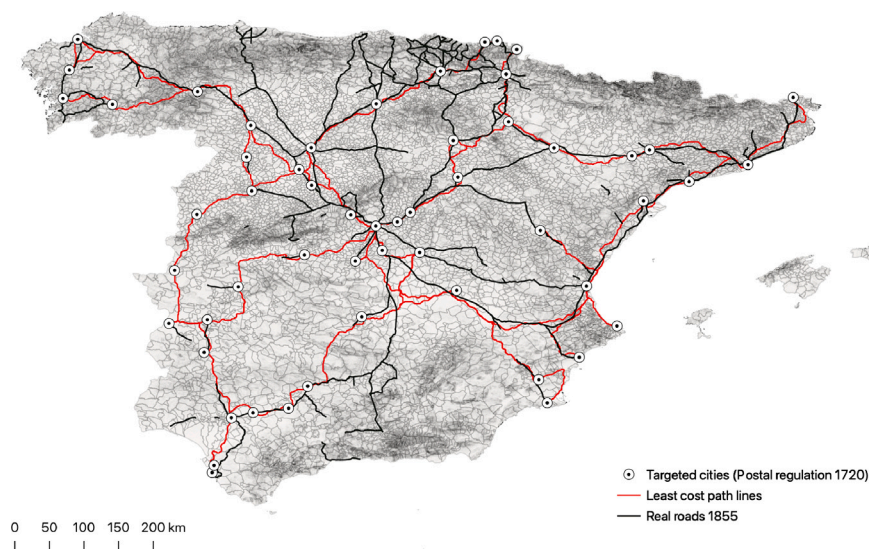 Targeted cities (Postal regulation 1720)
Least cost path lines
Real roads 1855
0 50 100 150 200 km